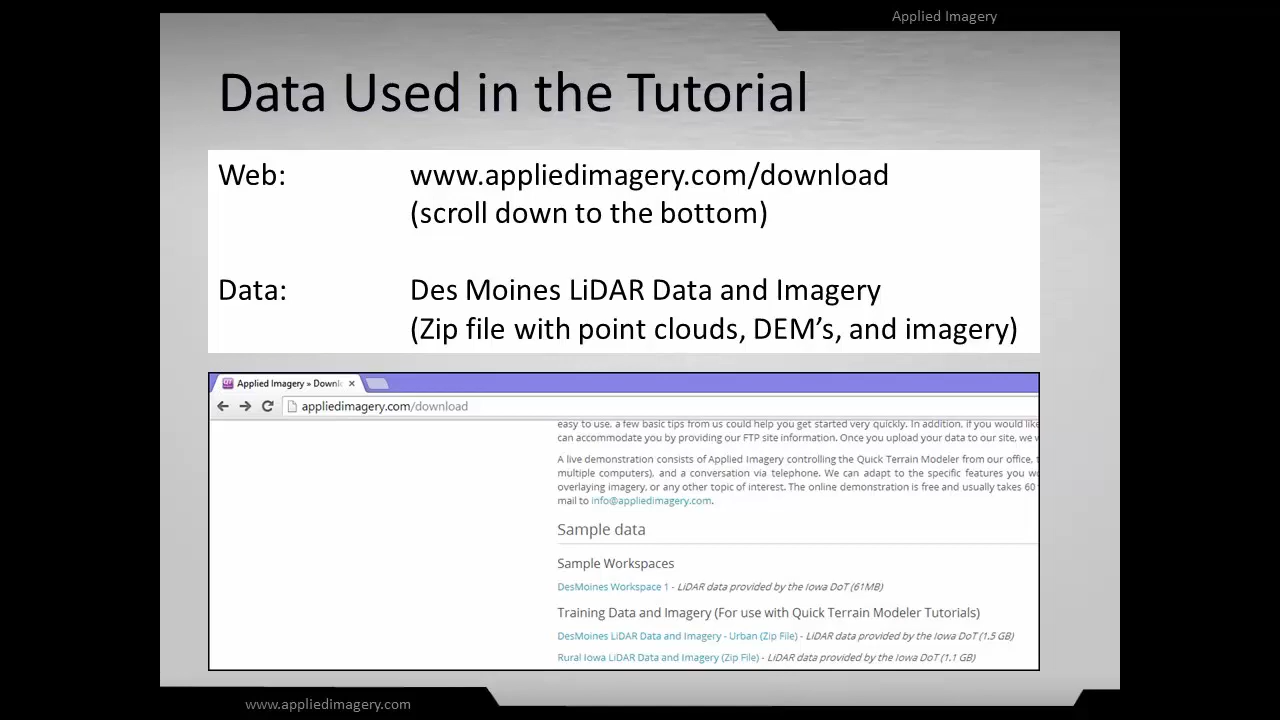 Applied Imagery
Data Used in the Tutorial
Web: www.appliedimagery.com/download
(scroll down to the bottom)
Data: Des Moines LiDAR Data and Imagery
(Zip file with point clouds, DEM's, and imagery)
Applied Imagery » Downl
appliedimagery.com/download
easy to use, a few basic tips from us could help you get started very quickly. In addition, if you would like
can accommodate you by providing our FTP site information. Once you upload your data to our site, we
A live demonstration consists of Applied Imagery controlling the Quick Terrain Modeler from our office,
multiple computers), and a conversation via telephone. We can adapt to the specific features you
overlaying imagery, or any other topic of interest. The online demonstration is free and usually takes 60
mail to info@appliedimagery.com.
Sample data
Sample Workspaces
DesMoines Workspace 1 - LiDAR data provided by the Iowa DoT (61MB)
Training Data and Imagery (For use with Quick Terrain Modeler Tutorials)
DesMoines LiDAR Data and Imagery - Urban (Zip File) - LiDAR data provided by the Iowa DoT (1.5 GB)
Rural Iowa LiDAR Data and Imagery (Zip File) - LiDAR data provided by the Iowa DoT (1.1 GB)
www.appliedimagery.com